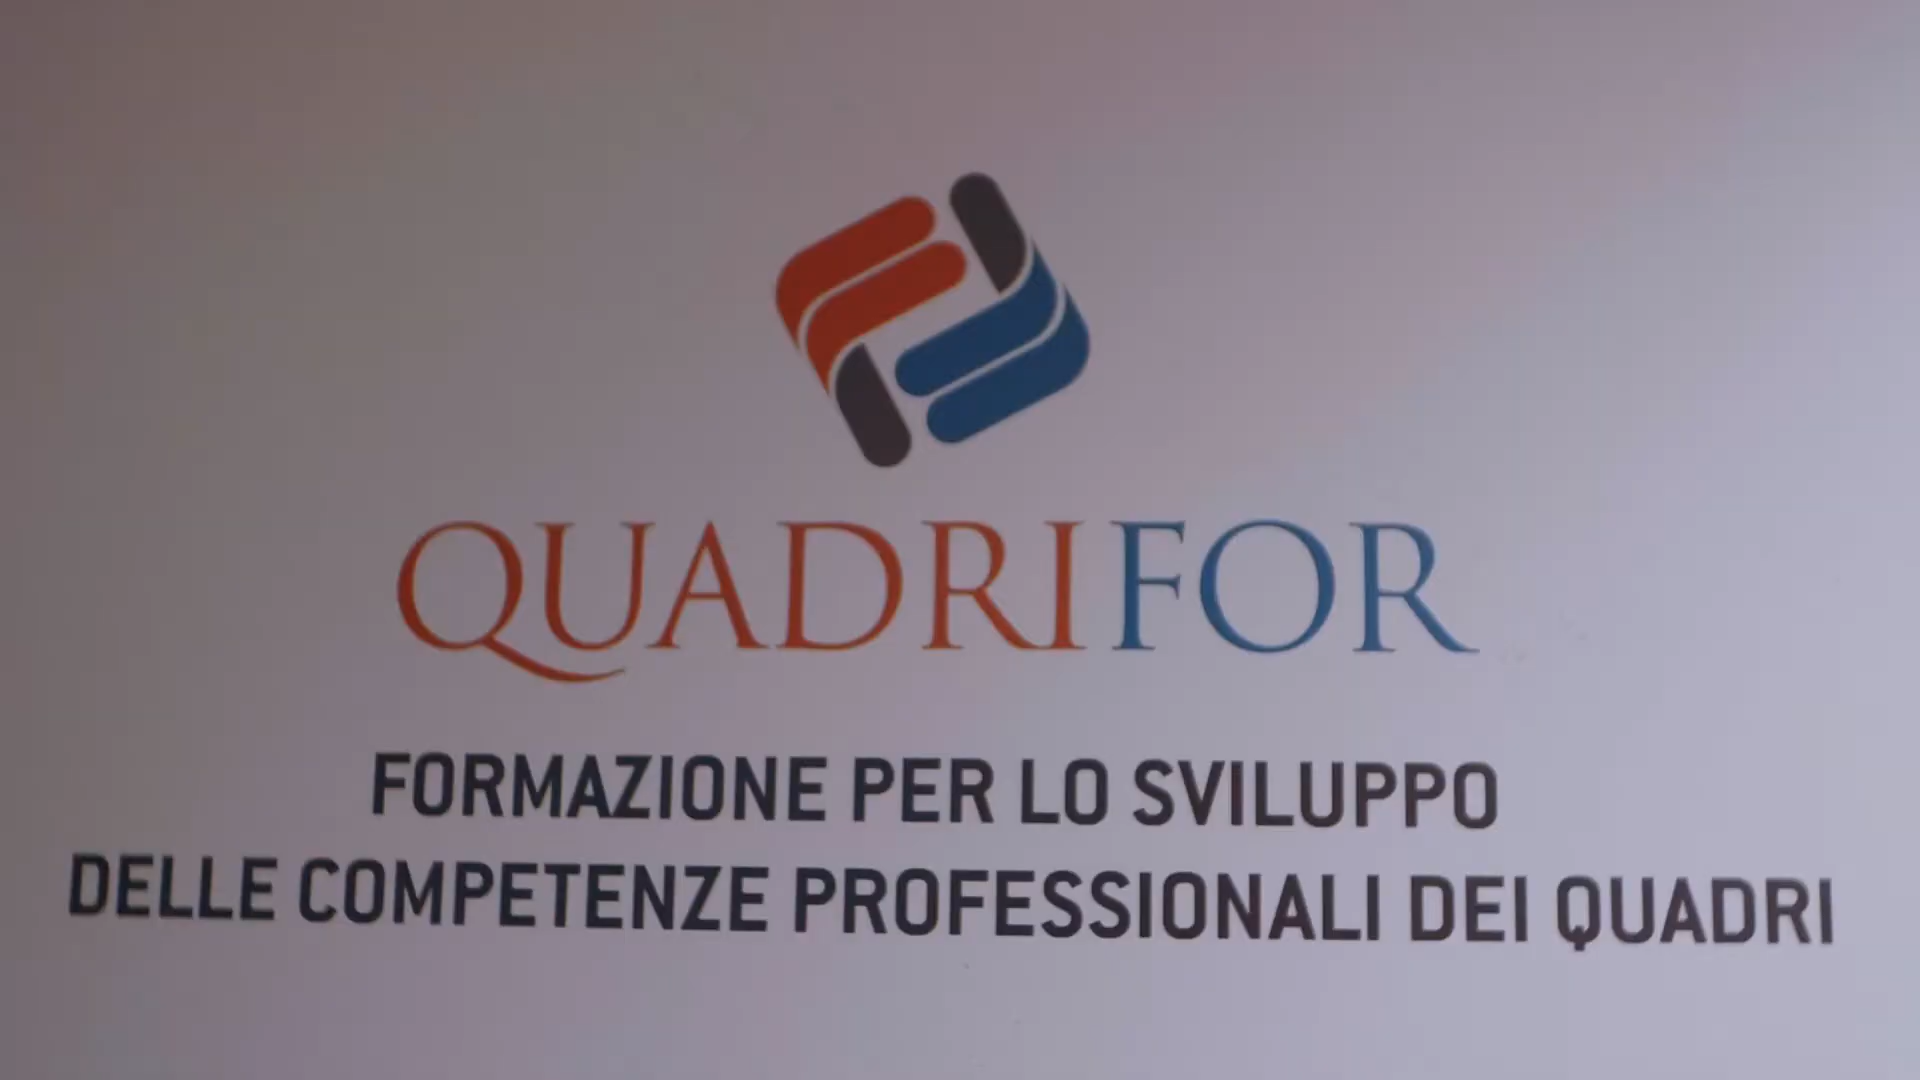 QUADRIFOR
FORMAZIONE PER LO SVILUPPO
DELLE COMPETENZE PROFESSIONALI DEI QUADRI